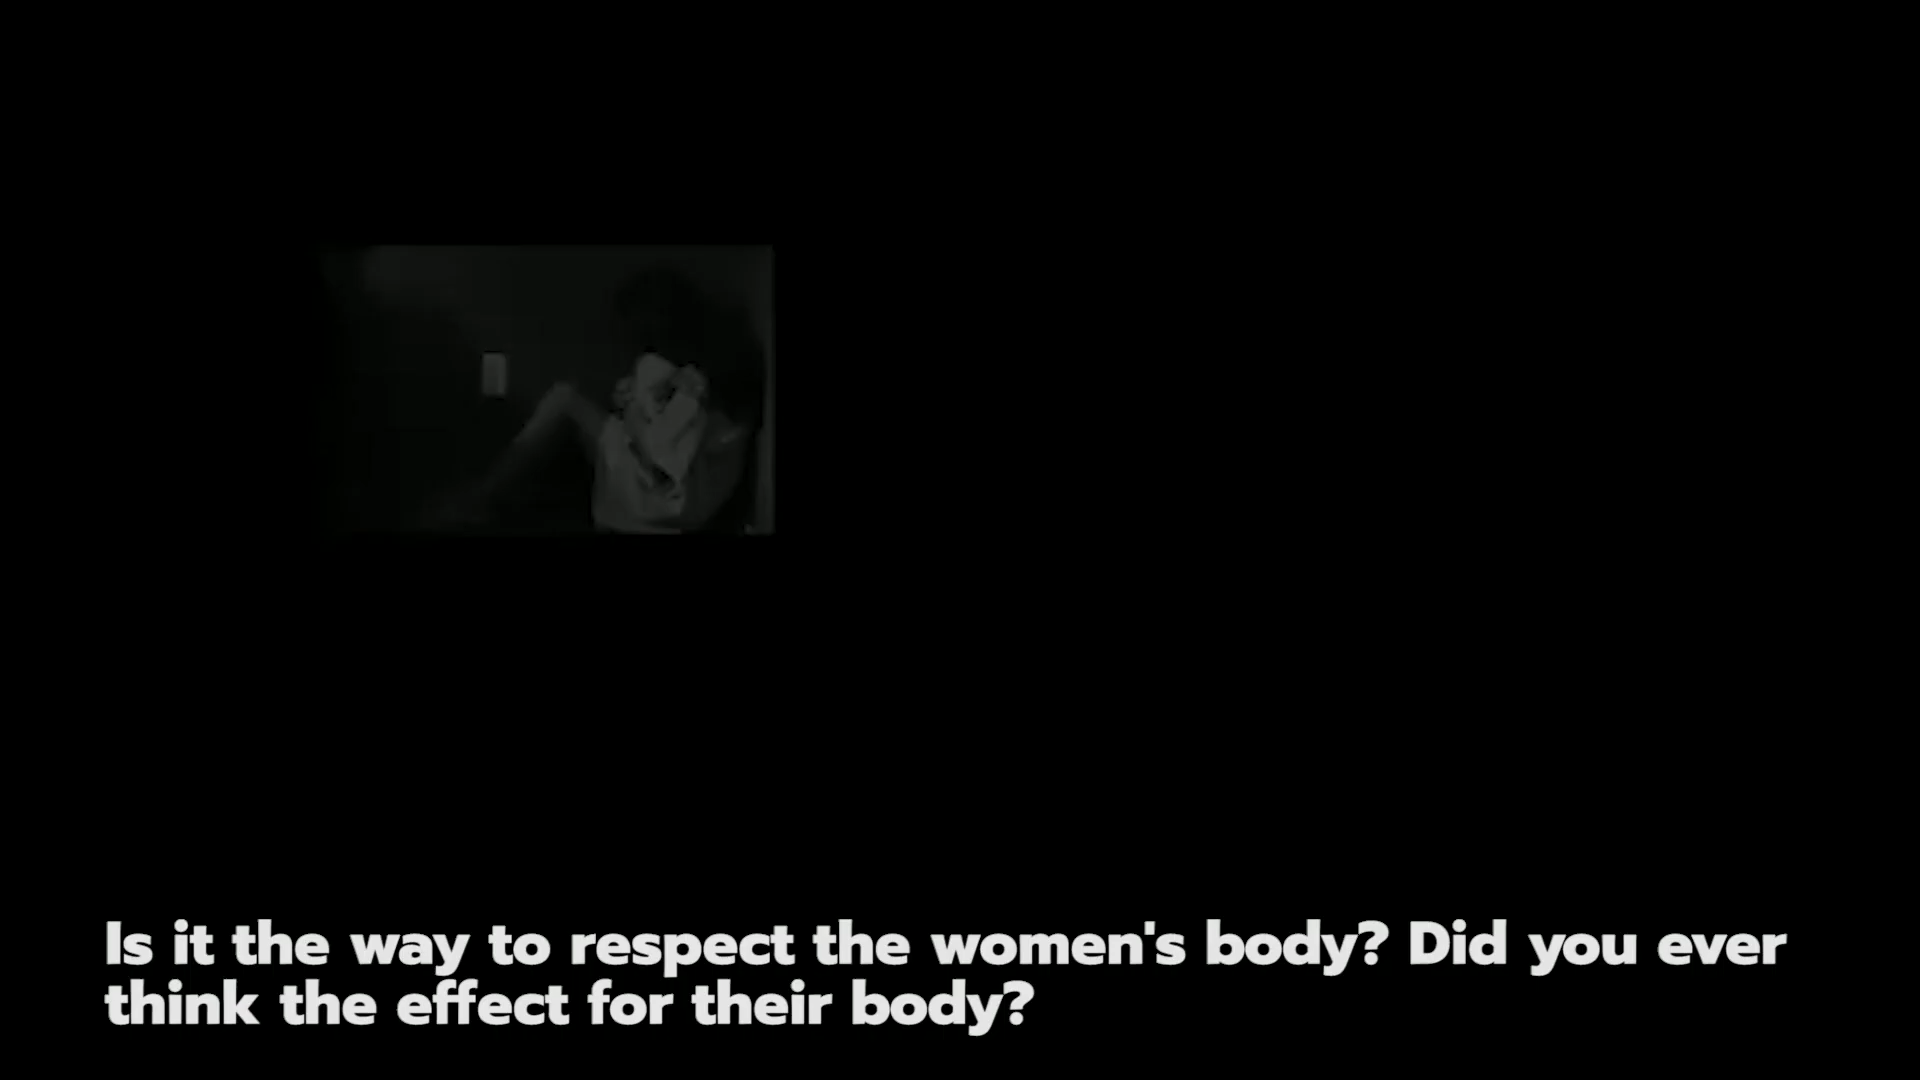 Is it the way to respect the women's body? Did you ever
think the effect for their body?